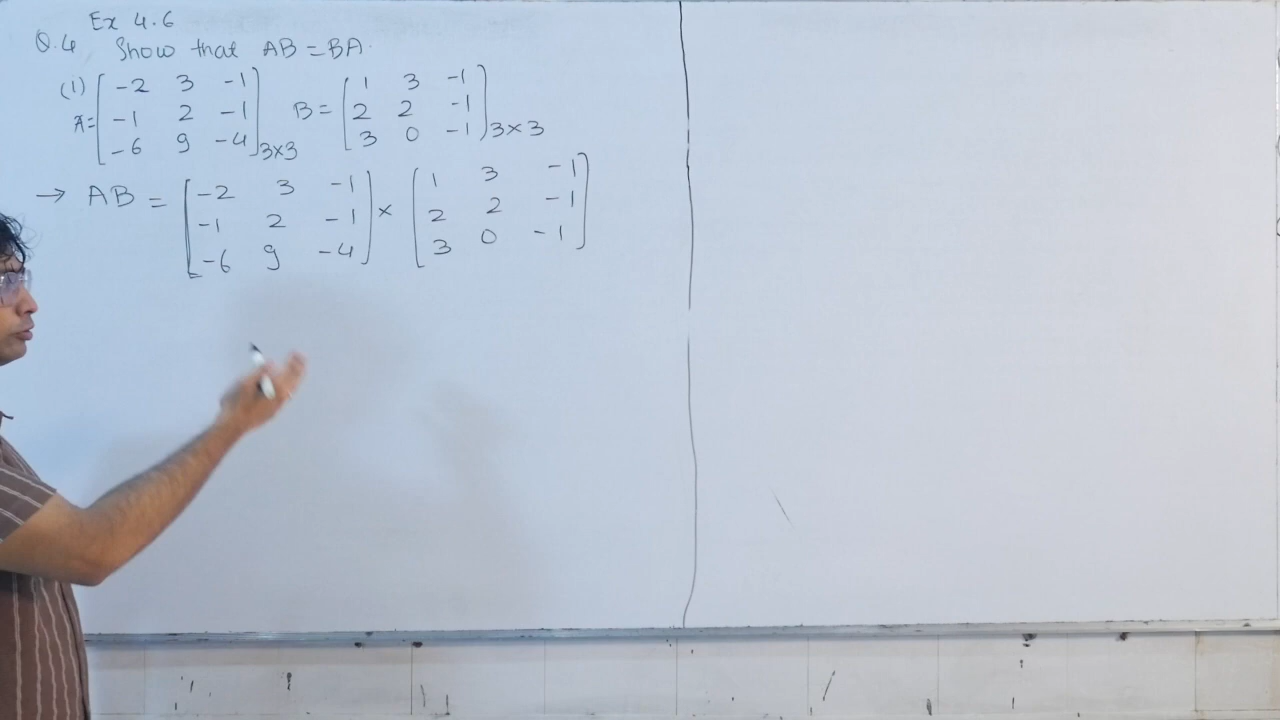 Ex 4.6
Q.4 Show that AB = BA.
(1) A = [ -2 3 -1 B = [ 1 3 -1
-1 2 -1 2 2 -1
-6 9 -4 ]3×3 3 0 -1 ]3×3
→ AB = [ -2 3 -1 × [ 1 3 -1
-1 2 -1 2 2 -1
-6 9 -4 ] 3 0 -1 ]